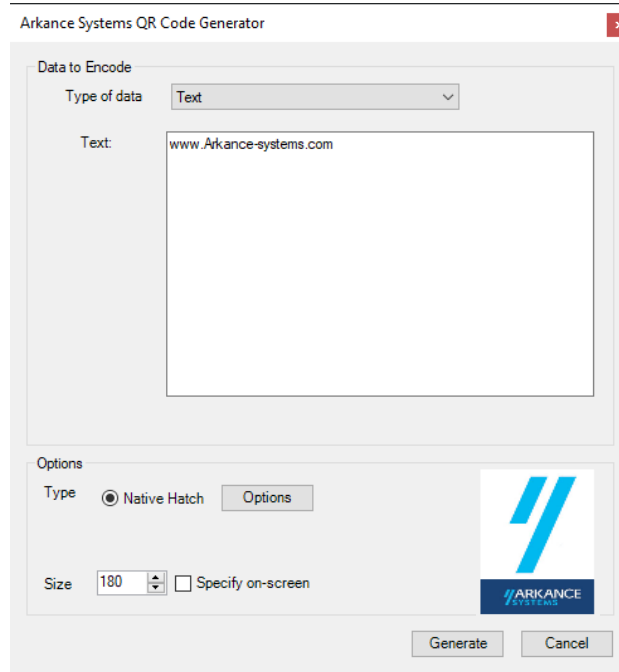 Arkance Systems QR Code Generator
Data to Encode
Type of data
Text
Text:
www.Arkance-systems.com
Options
Type
Native Hatch
Options
Size
180
Specify on-screen
ARKANCE
SYSTEMS
Generate
Cancel